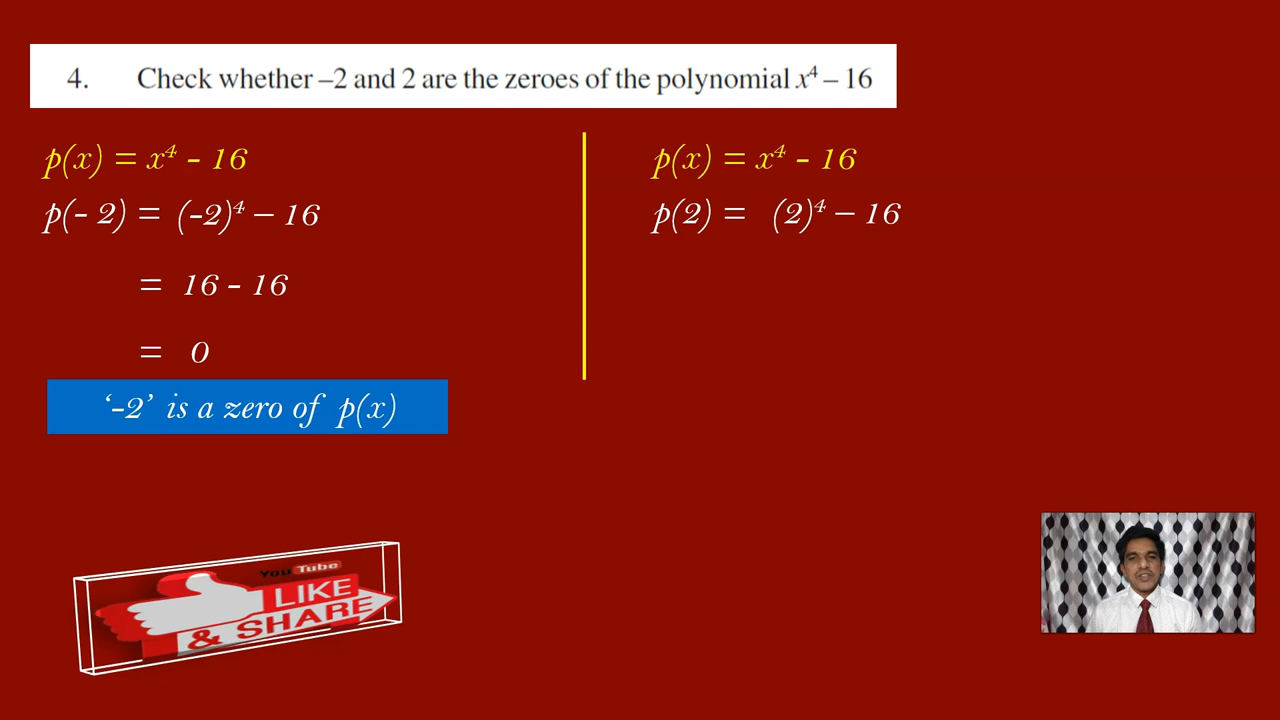 4. Check whether –2 and 2 are the zeroes of the polynomial x⁴ – 16
p(x) = x⁴ - 16
p(- 2) = (-2)⁴ – 16
= 16 - 16
= 0
‘-2’ is a zero of p(x)
p(x) = x⁴ - 16
p(2) = (2)⁴ – 16
YouTube
LIKE
& SHARE